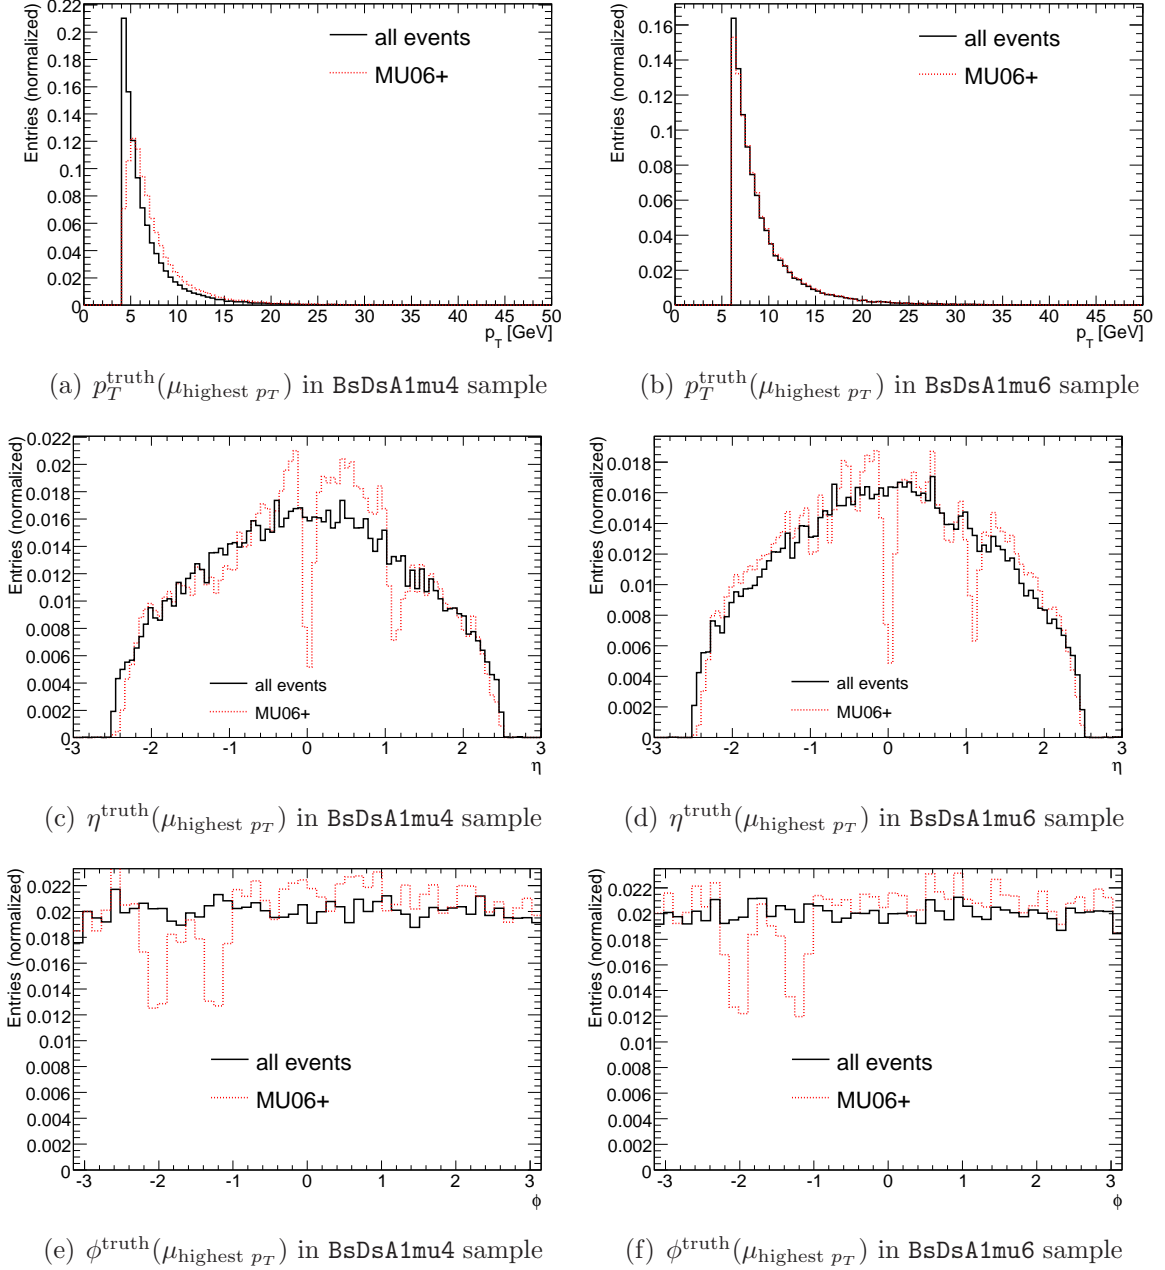 Entries (normalized)
0.22
0.2
0.18
0.16
0.14
0.12
0.1
0.08
0.06
0.04
0.02
0
0 5 10 15 20 25 30 35 40 45 50
p_T [GeV]
all events
MU06+
(a) p_T^truth(μ_highest p_T) in BsDsA1mu4 sample
Entries (normalized)
0.16
0.14
0.12
0.1
0.08
0.06
0.04
0.02
0
0 5 10 15 20 25 30 35 40 45 50
p_T [GeV]
all events
MU06+
(b) p_T^truth(μ_highest p_T) in BsDsA1mu6 sample
Entries (normalized)
0.022
0.02
0.018
0.016
0.014
0.012
0.01
0.008
0.006
0.004
0.002
0
-3 -2 -1 0 1 2 3
η
all events
MU06+
(c) η^truth(μ_highest p_T) in BsDsA1mu4 sample
Entries (normalized)
0.018
0.016
0.014
0.012
0.01
0.008
0.006
0.004
0.002
0
-3 -2 -1 0 1 2 3
η
all events
MU06+
(d) η^truth(μ_highest p_T) in BsDsA1mu6 sample
Entries (normalized)
0.022
0.02
0.018
0.016
0.014
0.012
0.01
0.008
0.006
0.004
0.002
0
-3 -2 -1 0 1 2 3
ϕ
all events
MU06+
(e) ϕ^truth(μ_highest p_T) in BsDsA1mu4 sample
Entries (normalized)
0.022
0.02
0.018
0.016
0.014
0.012
0.01
0.008
0.006
0.004
0.002
0
-3 -2 -1 0 1 2 3
ϕ
all events
MU06+
(f) ϕ^truth(μ_highest p_T) in BsDsA1mu6 sample